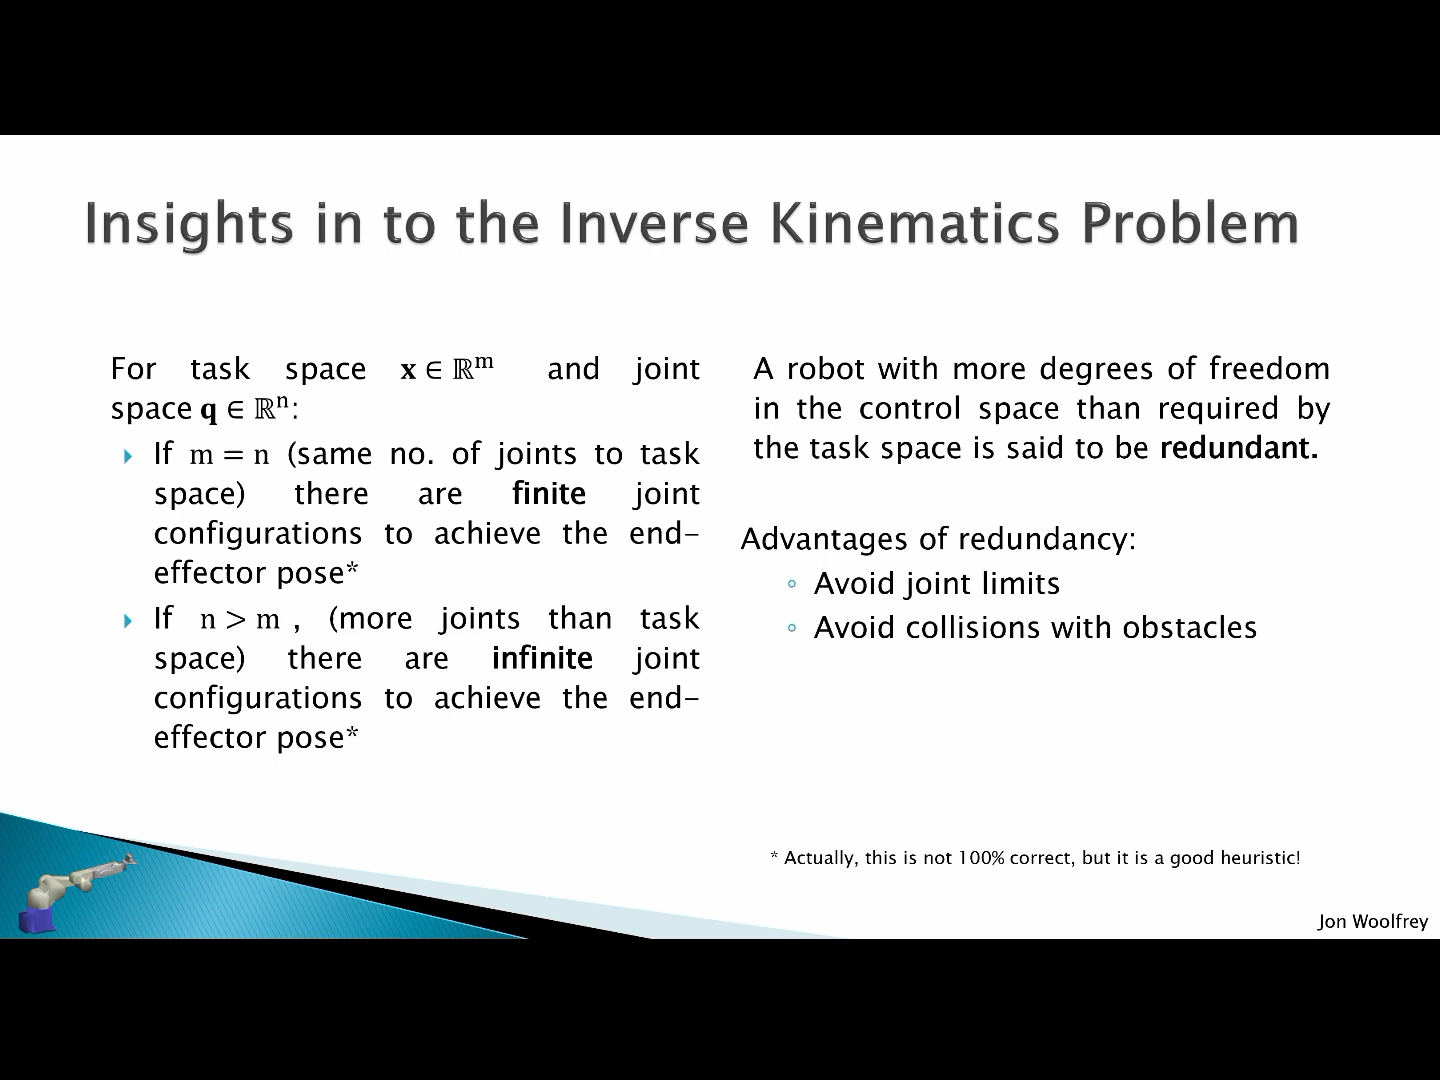 Insights in to the Inverse Kinematics Problem
For task space 𝐱 ∈ ℝᵐ and joint
space 𝐪 ∈ ℝⁿ:
If m = n (same no. of joints to task
space) there are finite joint
configurations to achieve the end-
effector pose*
If n > m , (more joints than task
space) there are infinite joint
configurations to achieve the end-
effector pose*
A robot with more degrees of freedom
in the control space than required by
the task space is said to be redundant.
Advantages of redundancy:
Avoid joint limits
Avoid collisions with obstacles
* Actually, this is not 100% correct, but it is a good heuristic!
Jon Woolfrey